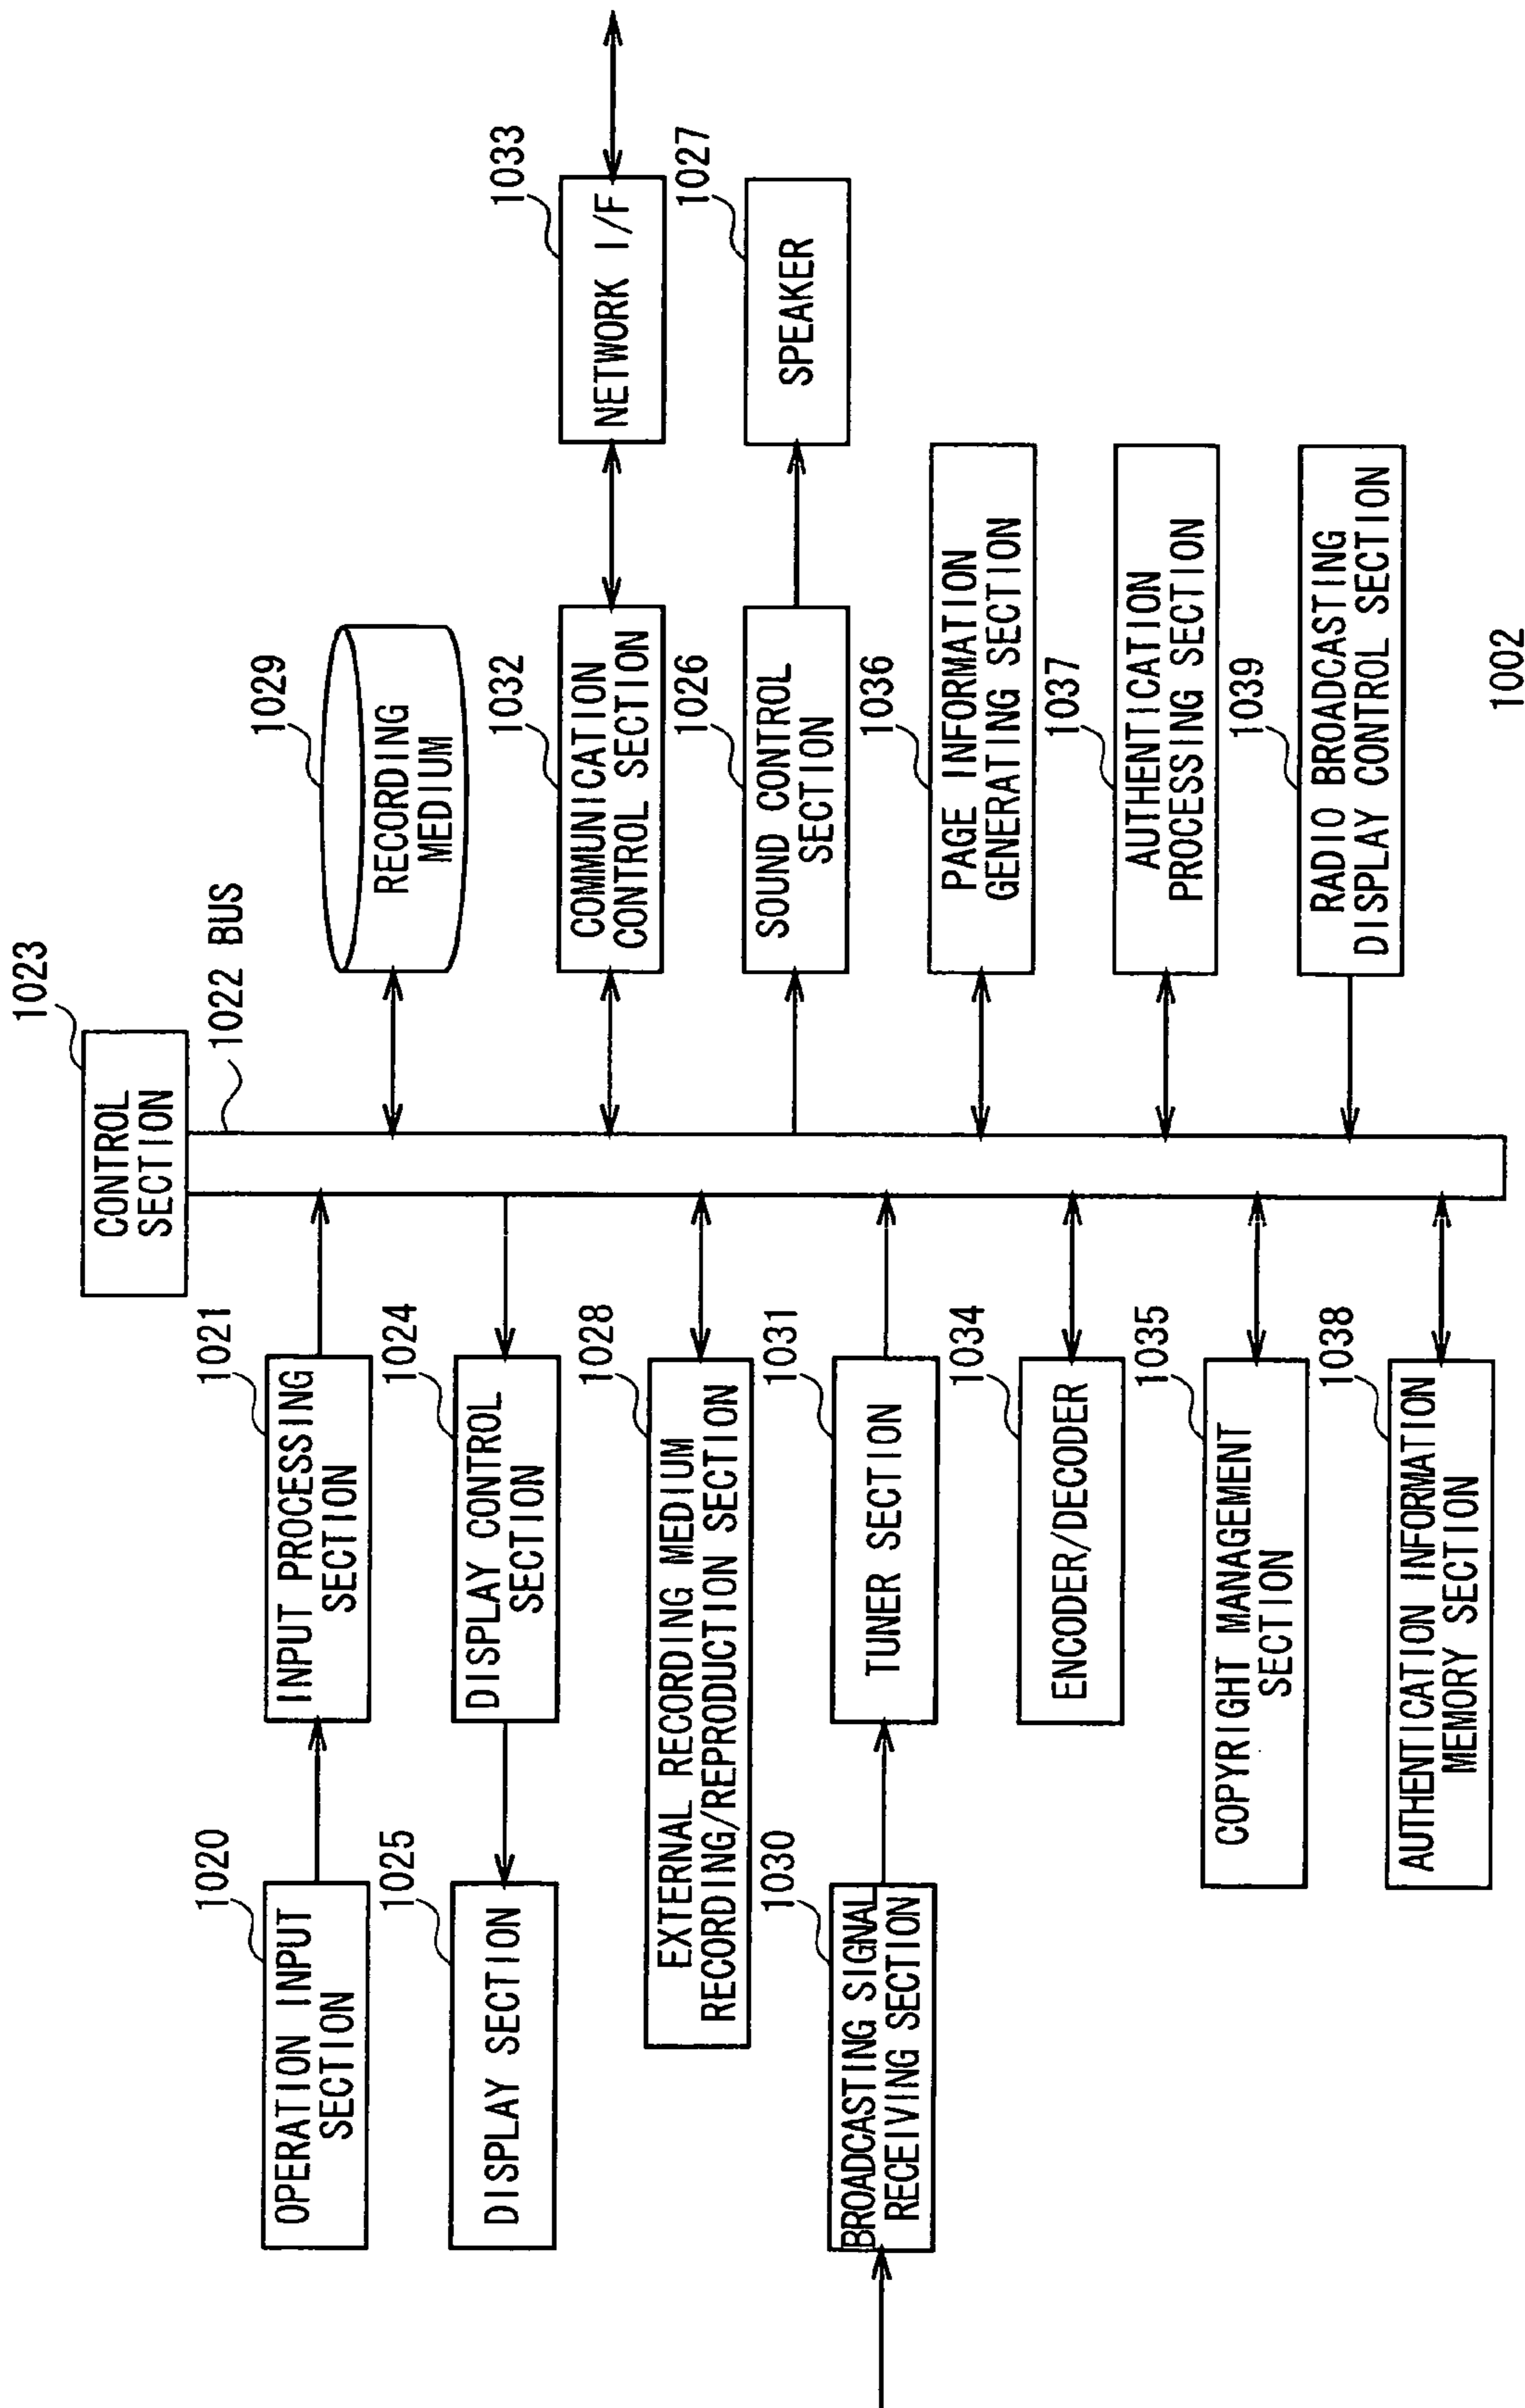 1023
CONTROL
SECTION
1022 BUS
1020
OPERATION INPUT
SECTION
1021
INPUT PROCESSING
SECTION
1029
RECORDING
MEDIUM
1025
DISPLAY SECTION
1024
DISPLAY CONTROL
SECTION
1032
COMMUNICATION
CONTROL SECTION
1033
NETWORK I/F
1028
EXTERNAL RECORDING MEDIUM
RECORDING/REPRODUCTION SECTION
1026
SOUND CONTROL
SECTION
1027
SPEAKER
1030
BROADCASTING SIGNAL
RECEIVING SECTION
1031
TUNER SECTION
1036
PAGE INFORMATION
GENERATING SECTION
1034
ENCODER/DECODER
1037
AUTHENTICATION
PROCESSING SECTION
1035
COPYRIGHT MANAGEMENT
SECTION
1039
RADIO BROADCASTING
DISPLAY CONTROL SECTION
1038
AUTHENTICATION INFORMATION
MEMORY SECTION
1002